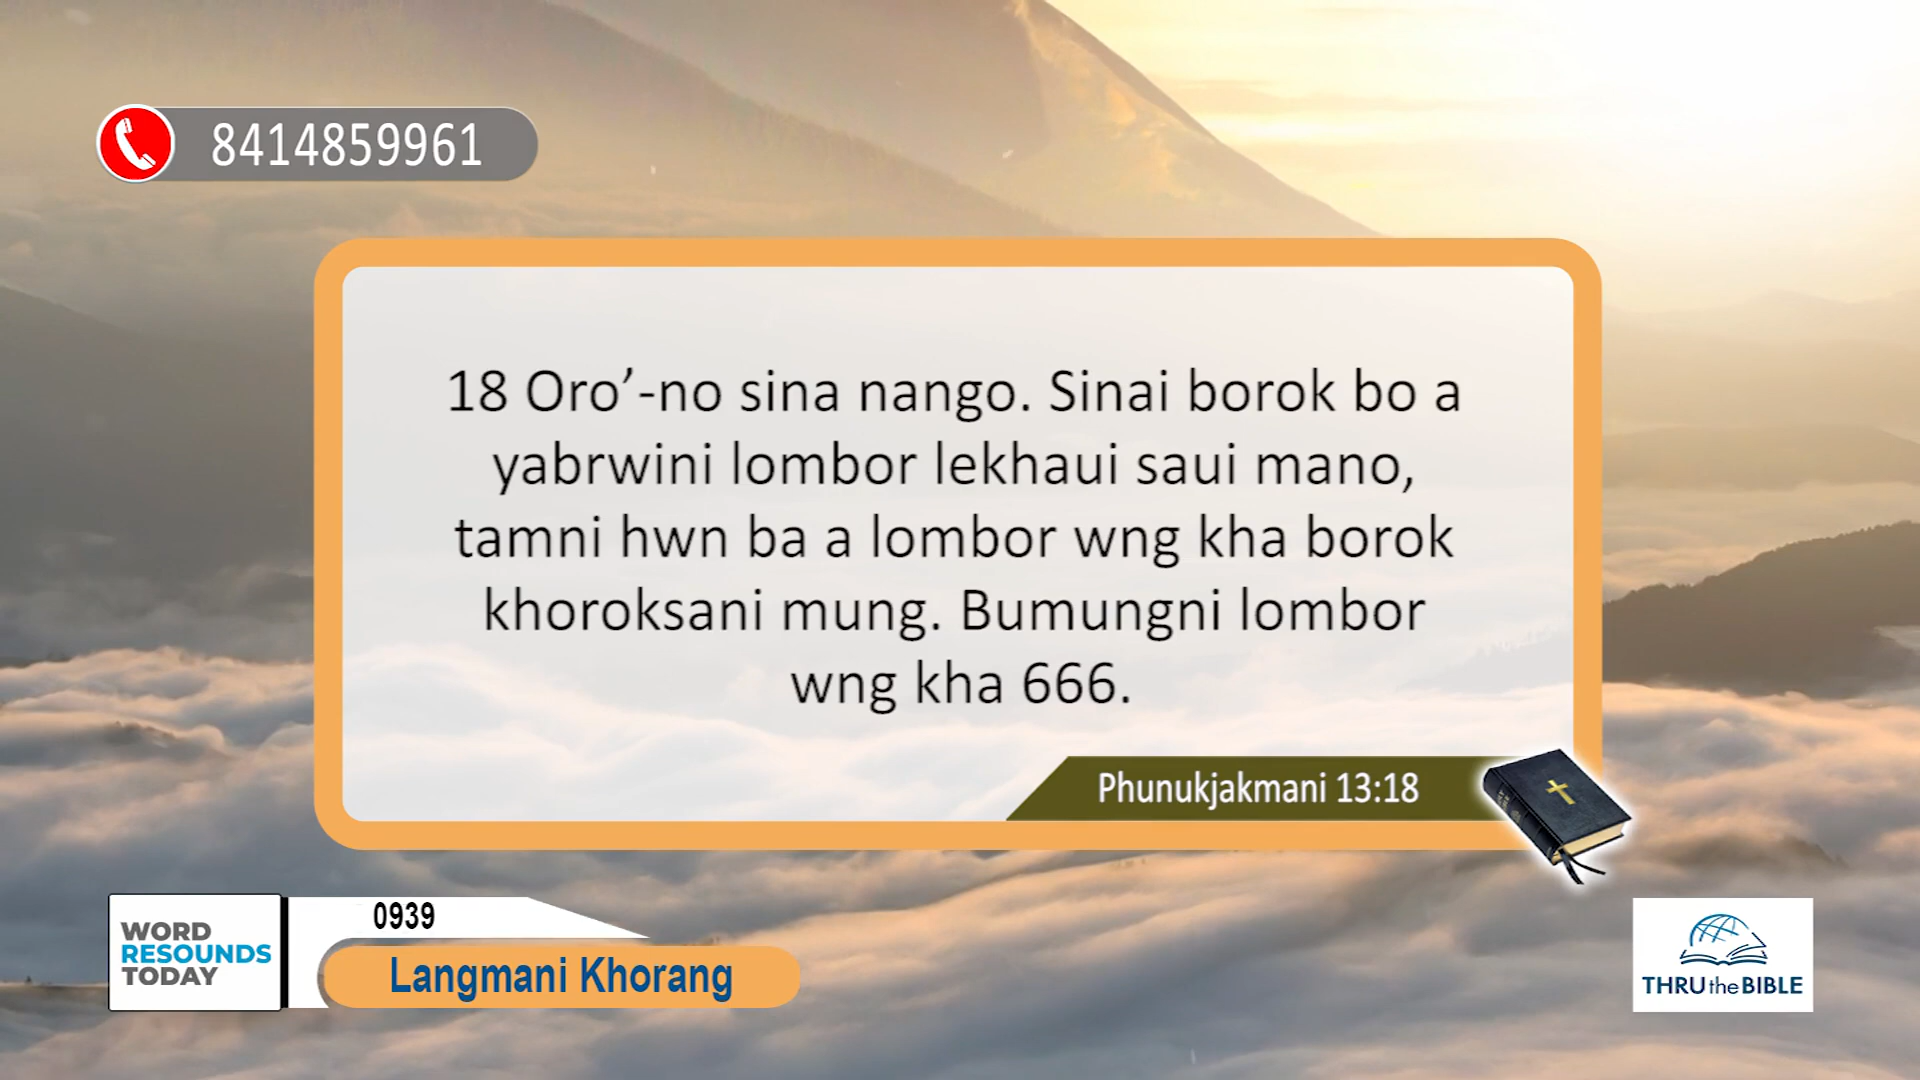 8414859961
18 Oro’-no sina nango. Sinai borok bo a
yabrwini lombor lekhaui saui mano,
tamni hwn ba a lombor wng kha borok
khoroksani mung. Bumungni lombor
wng kha 666.
Phunukjakmani 13:18
WORD
RESOUNDS
TODAY
0939
Langmani Khorang
THRU the BIBLE